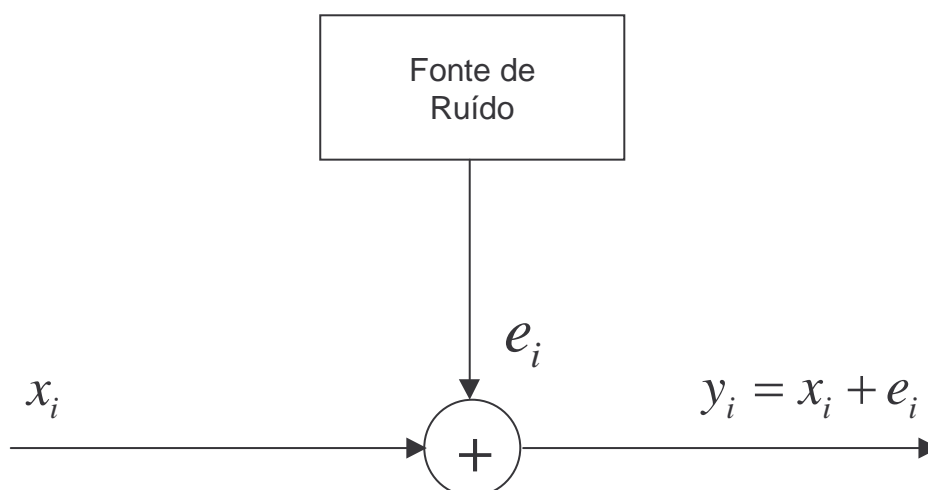 Fonte de
Ruído
e_i
x_i
y_i = x_i + e_i
+